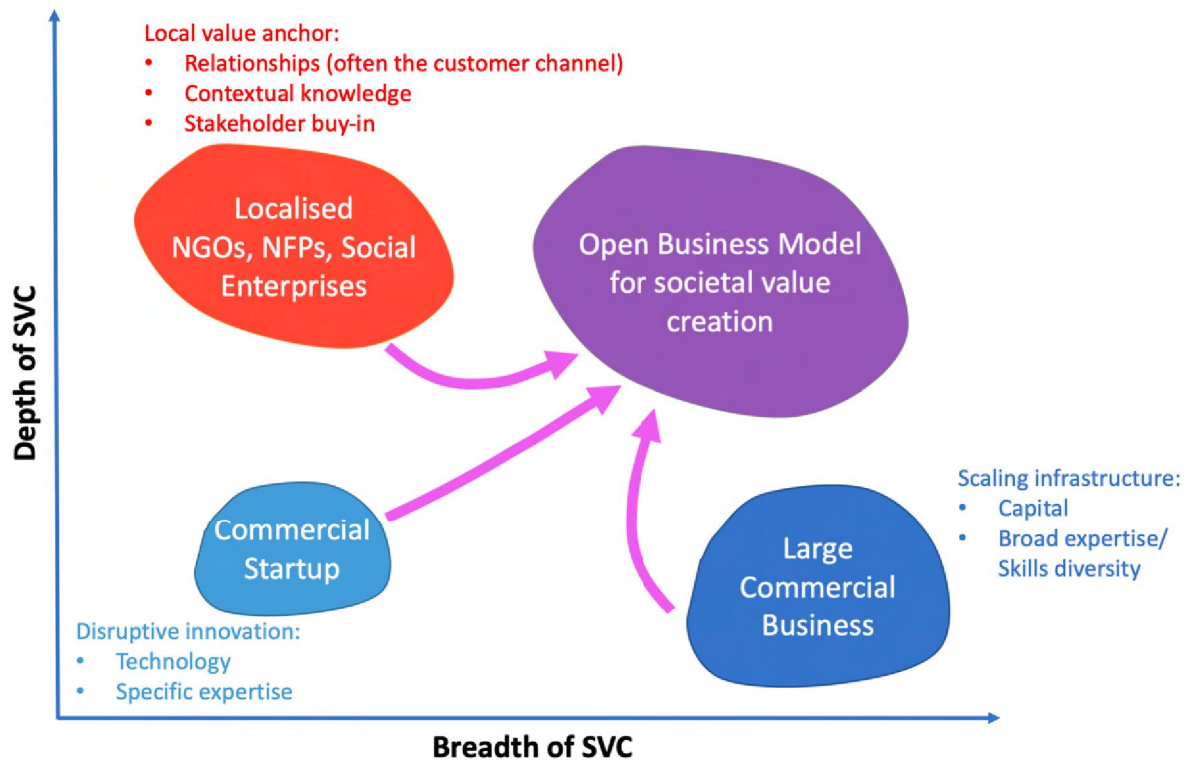 Local value anchor:
• Relationships (often the customer channel)
• Contextual knowledge
• Stakeholder buy-in
Localised
NGOs, NFPs, Social
Enterprises
Open Business Model
for societal value
creation
Depth of SVC
Commercial
Startup
Large
Commercial
Business
Scaling infrastructure:
• Capital
• Broad expertise/
Skills diversity
Disruptive innovation:
• Technology
• Specific expertise
Breadth of SVC